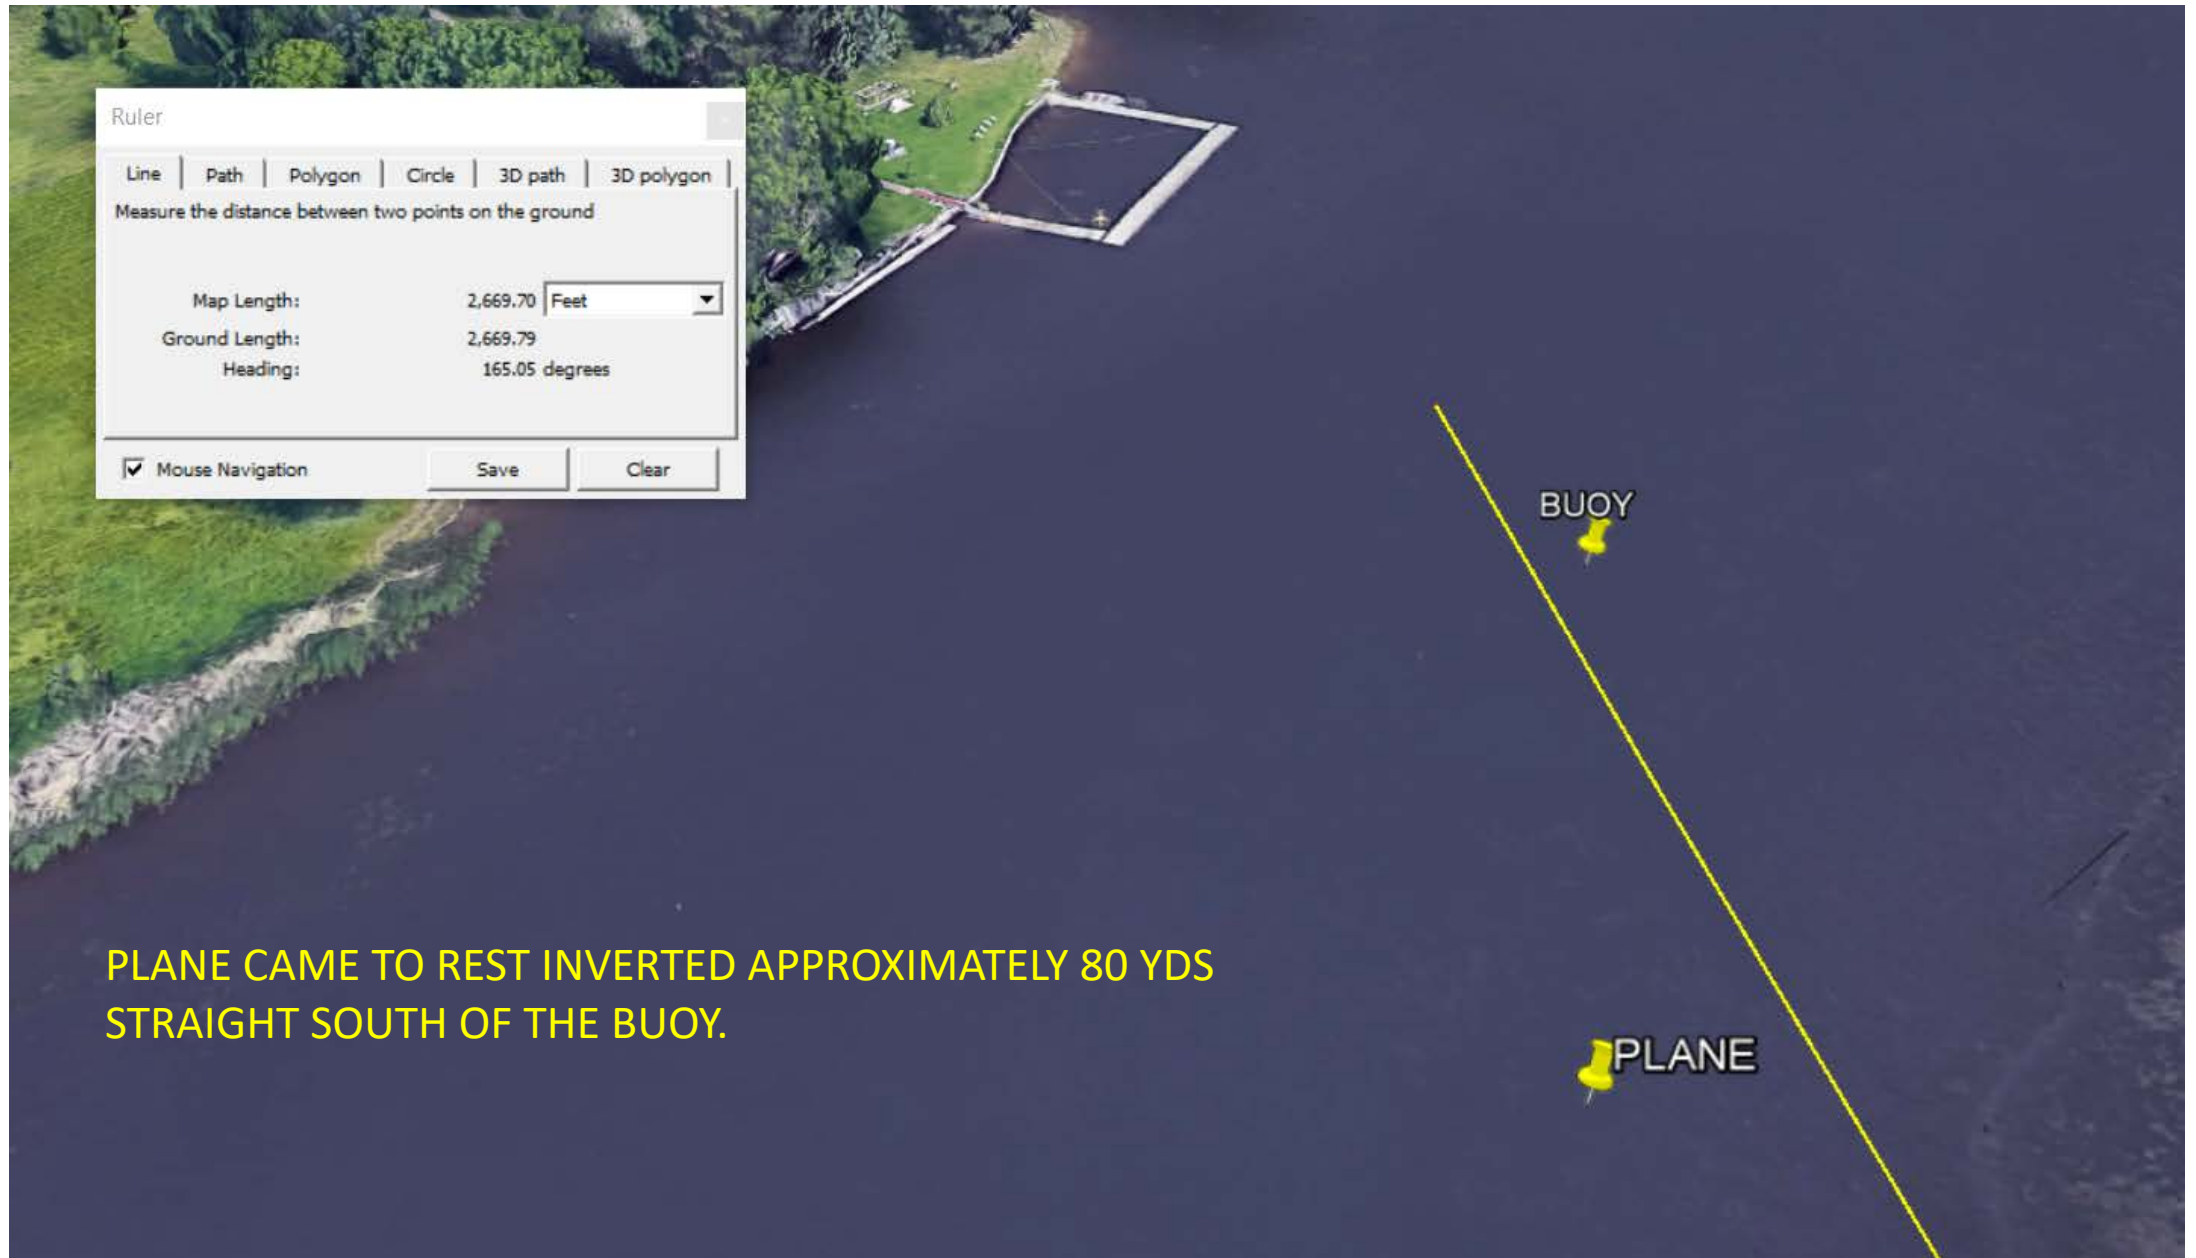 Ruler
Line Path Polygon Circle 3D path 3D polygon
Measure the distance between two points on the ground
Map Length: 2,669.70 Feet
Ground Length: 2,669.79
Heading: 165.05 degrees
Mouse Navigation Save Clear
BUOY
PLANE CAME TO REST INVERTED APPROXIMATELY 80 YDS
STRAIGHT SOUTH OF THE BUOY.
PLANE